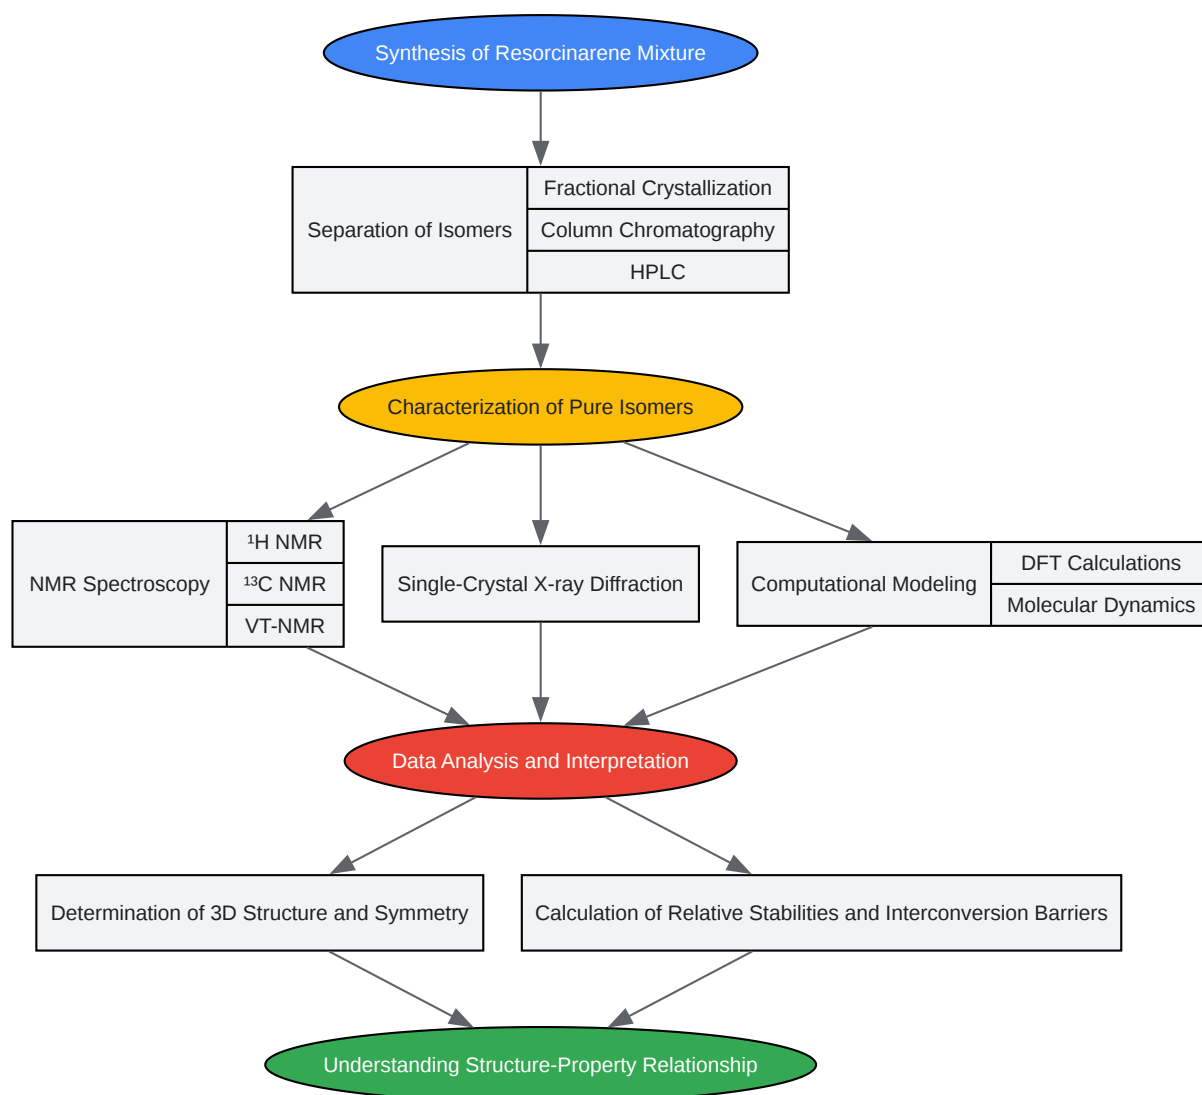 Synthesis of Resorcinarene Mixture
Separation of Isomers
Fractional Crystallization
Column Chromatography
HPLC
Characterization of Pure Isomers
NMR Spectroscopy
¹H NMR
¹³C NMR
VT-NMR
Single-Crystal X-ray Diffraction
Computational Modeling
DFT Calculations
Molecular Dynamics
Data Analysis and Interpretation
Determination of 3D Structure and Symmetry
Calculation of Relative Stabilities and Interconversion Barriers
Understanding Structure-Property Relationship